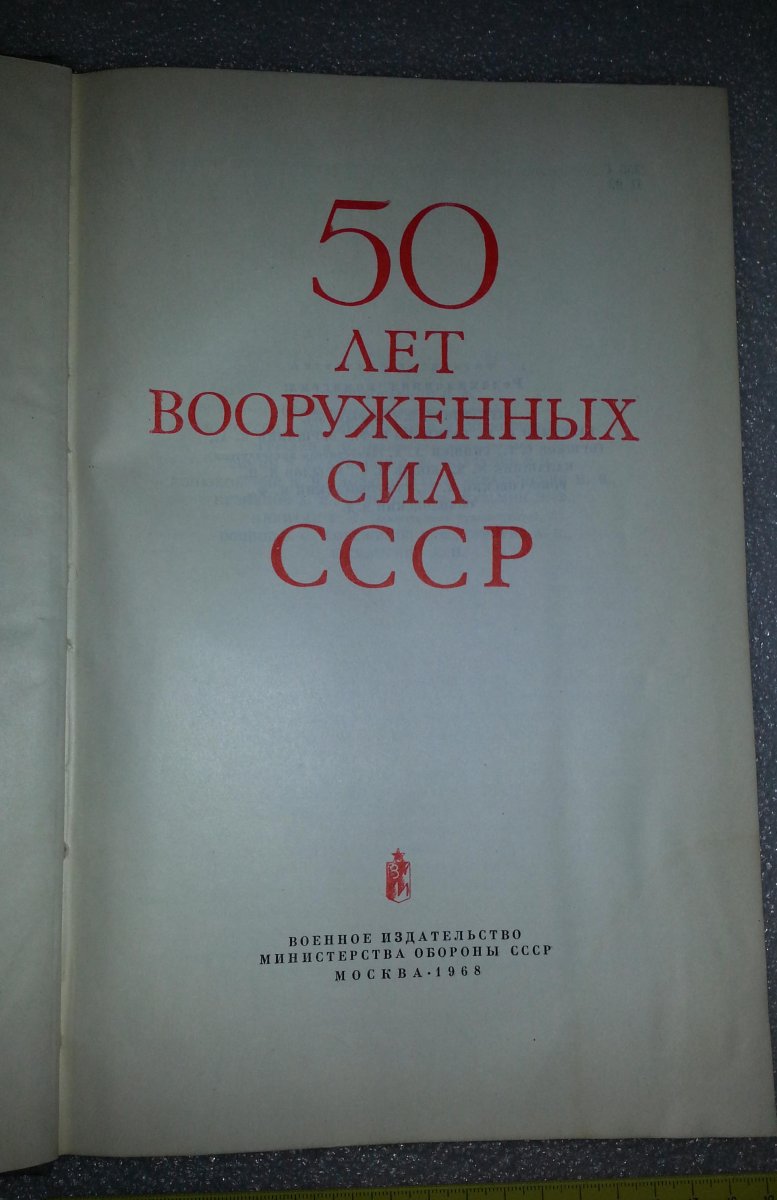 50
ЛЕТ
ВООРУЖЕННЫХ
СИЛ
СССР
ВОЕННОЕ ИЗДАТЕЛЬСТВО
МИНИСТЕРСТВА ОБОРОНЫ СССР
МОСКВА·1968